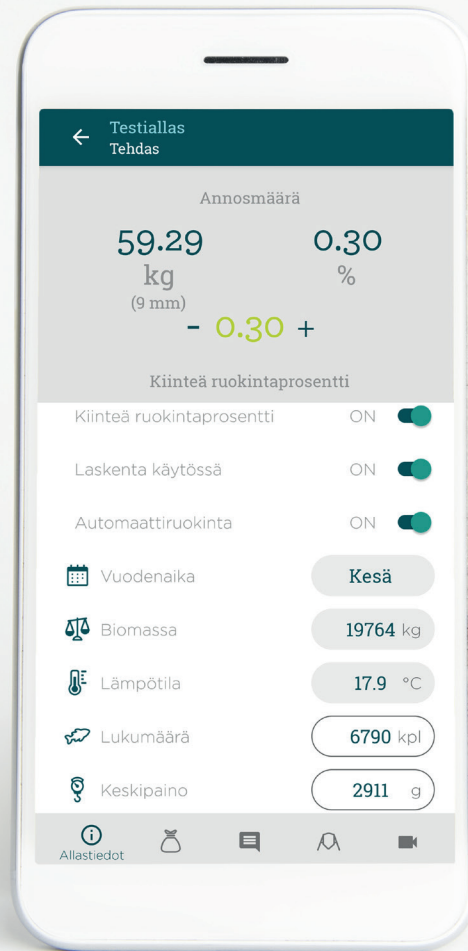 Testiallas
Tehdas
Annosmäärä
59.29 0.30
kg %
(9 mm)
- 0.30 +
Kiinteä ruokintaprosentti
Kiinteä ruokintaprosentti ON
Laskenta käytössä ON
Automaattiruokinta ON
Vuodenaika Kesä
Biomassa 19764 kg
Lämpötila 17.9 °C
Lukumäärä 6790 kpl
Keskipaino 2911 g
Allastiedot